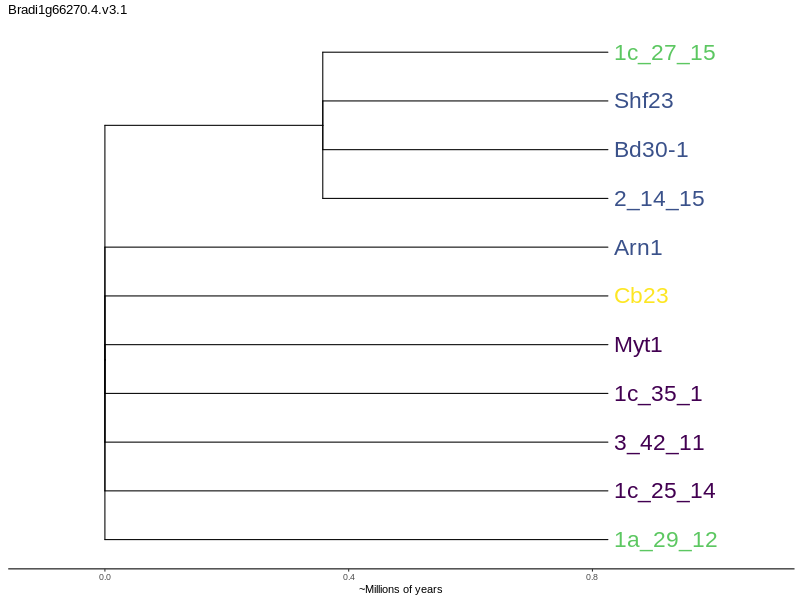 Bradi1g66270.4.v3.1
1c_27_15
Shf23
Bd30-1
2_14_15
Arn1
Cb23
Myt1
1c_35_1
3_42_11
1c_25_14
1a_29_12
0.0 0.4 0.8
~Millions of years